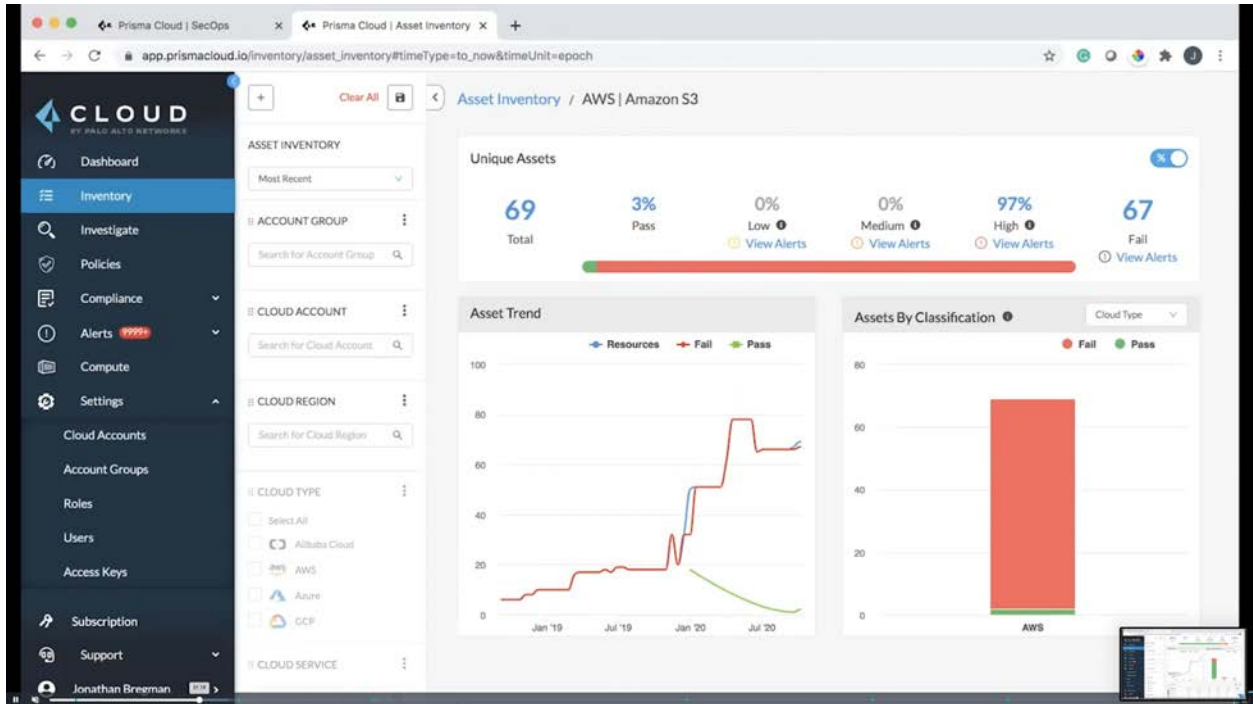 Prisma Cloud | SecOps
Prisma Cloud | Asset Inventory
app.prismacloud.io/inventory/asset_inventory#timeType=to_now&timeUnit=epoch
J
CLOUD
BY PALO ALTO NETWORKS
Dashboard
Inventory
Investigate
Policies
Compliance
Alerts 9999+
Compute
Settings
Cloud Accounts
Account Groups
Roles
Users
Access Keys
Subscription
Support
Jonathan Bregman
Clear All
ASSET INVENTORY
Most Recent
ACCOUNT GROUP
Search for Account Group
CLOUD ACCOUNT
Search for Cloud Account
CLOUD REGION
Search for Cloud Region
CLOUD TYPE
Select All
Alibaba Cloud
AWS
Azure
GCP
CLOUD SERVICE
Asset Inventory / AWS | Amazon S3
Unique Assets
%
69
Total
3%
Pass
0%
Low
View Alerts
0%
Medium
View Alerts
97%
High
View Alerts
67
Fail
View Alerts
Asset Trend
Resources Fail Pass
100
80
60
40
20
0
Jan '19 Jul '19 Jan '20 Jul '20
Assets By Classification
Cloud Type
Fail Pass
80
60
40
20
0
AWS